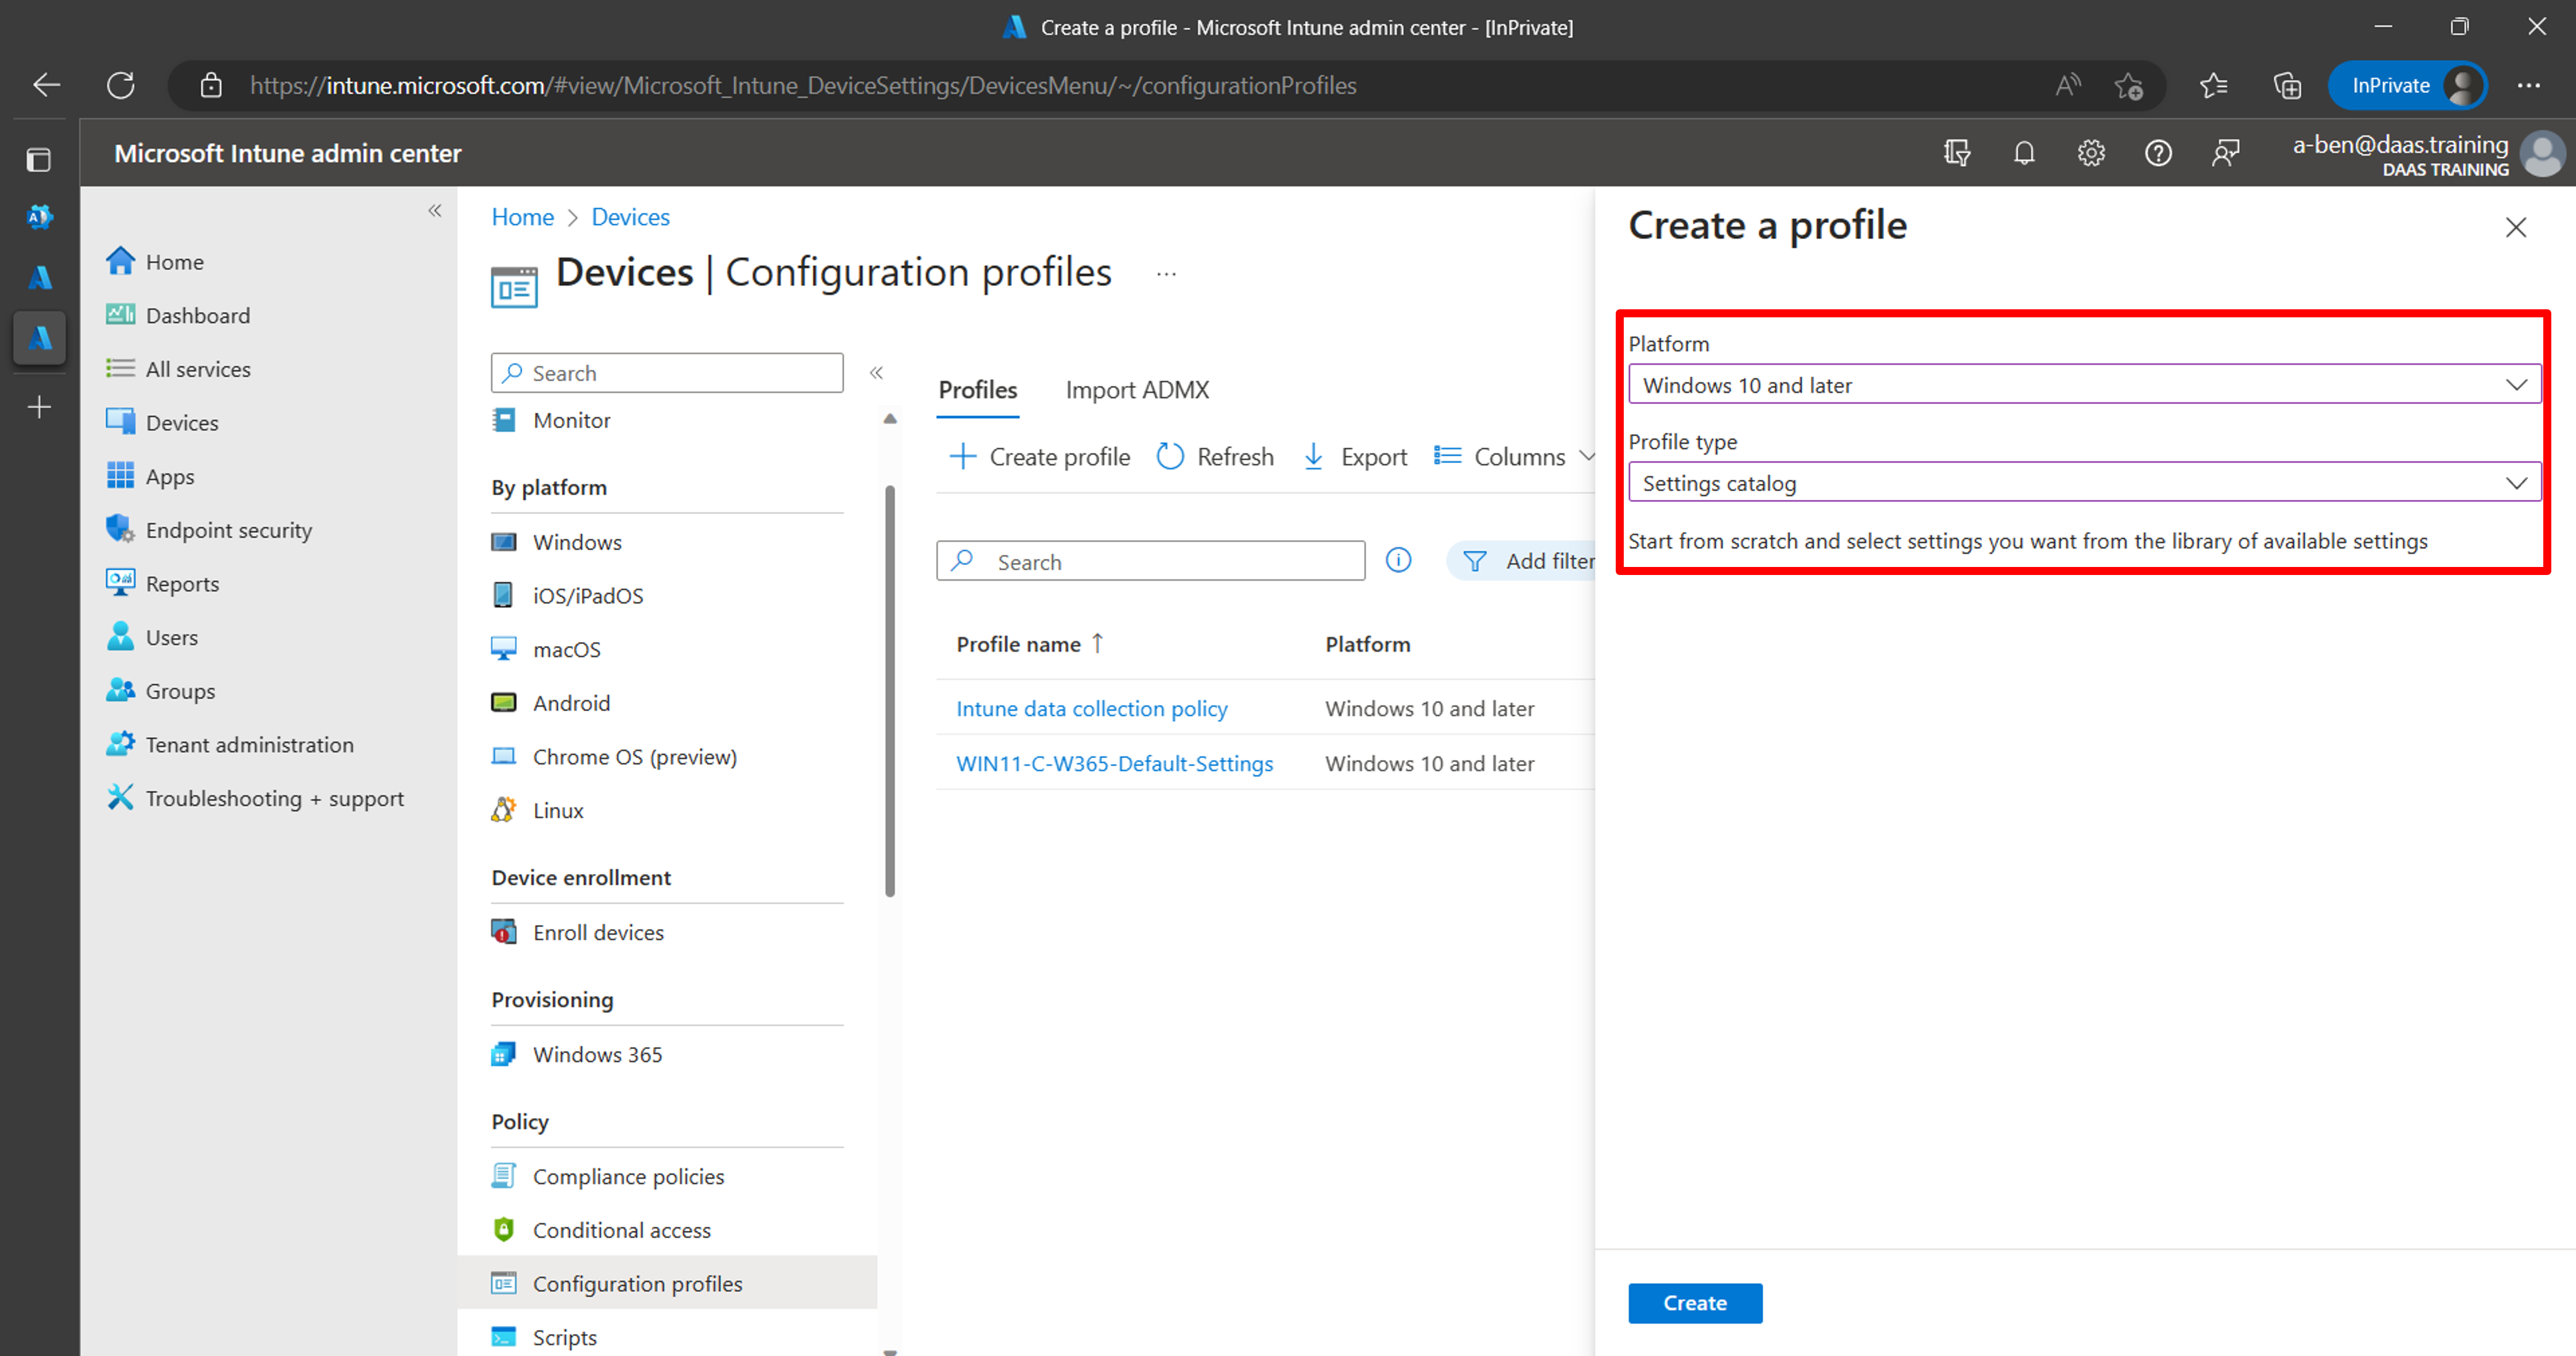 Create a profile - Microsoft Intune admin center - [InPrivate]
https://intune.microsoft.com/#view/Microsoft_Intune_DeviceSettings/DevicesMenu/~/configurationProfiles
InPrivate
Microsoft Intune admin center
a-ben@daas.training
DAAS TRAINING
Home
Dashboard
All services
Devices
Apps
Endpoint security
Reports
Users
Groups
Tenant administration
Troubleshooting + support
Home > Devices
Devices | Configuration profiles ...
Search
Monitor
By platform
Windows
iOS/iPadOS
macOS
Android
Chrome OS (preview)
Linux
Device enrollment
Enroll devices
Provisioning
Windows 365
Policy
Compliance policies
Conditional access
Configuration profiles
Scripts
Profiles Import ADMX
Create profile Refresh Export Columns
Search Add filter
Profile name ↑ Platform
Intune data collection policy Windows 10 and later
WIN11-C-W365-Default-Settings Windows 10 and later
Create a profile
Platform
Windows 10 and later
Profile type
Settings catalog
Start from scratch and select settings you want from the library of available settings
Create